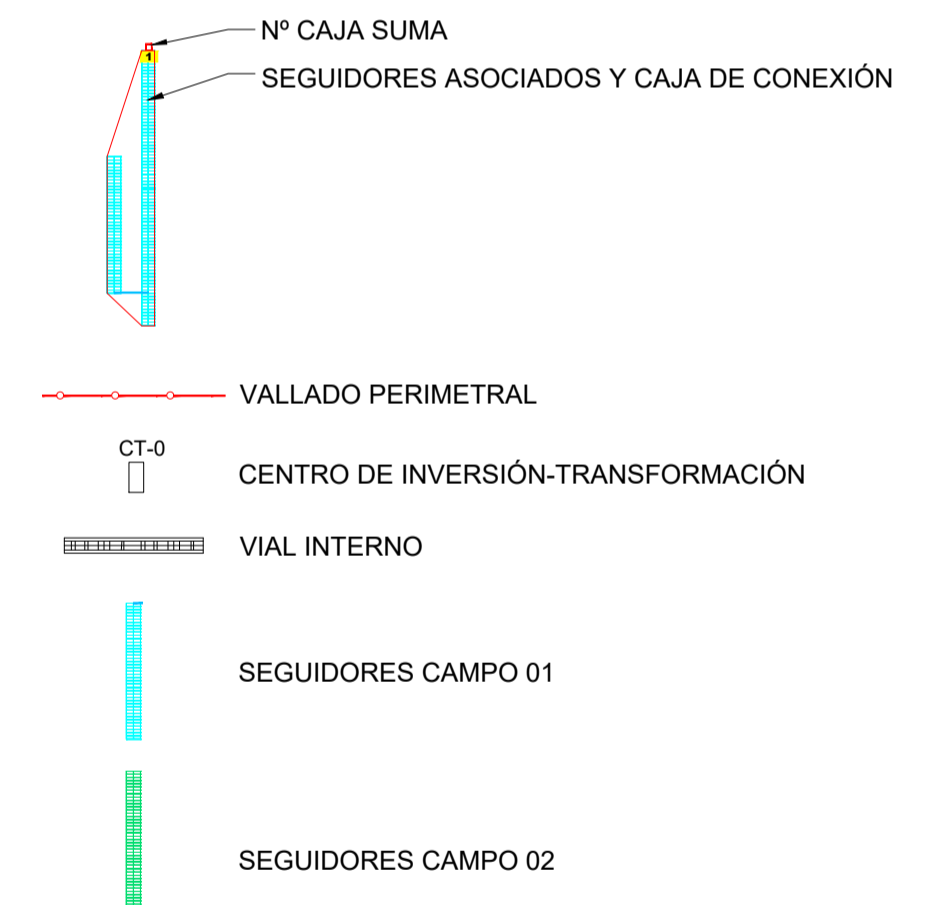 Nº CAJA SUMA
1
SEGUIDORES ASOCIADOS Y CAJA DE CONEXIÓN
VALLADO PERIMETRAL
CT-0
CENTRO DE INVERSIÓN-TRANSFORMACIÓN
VIAL INTERNO
SEGUIDORES CAMPO 01
SEGUIDORES CAMPO 02